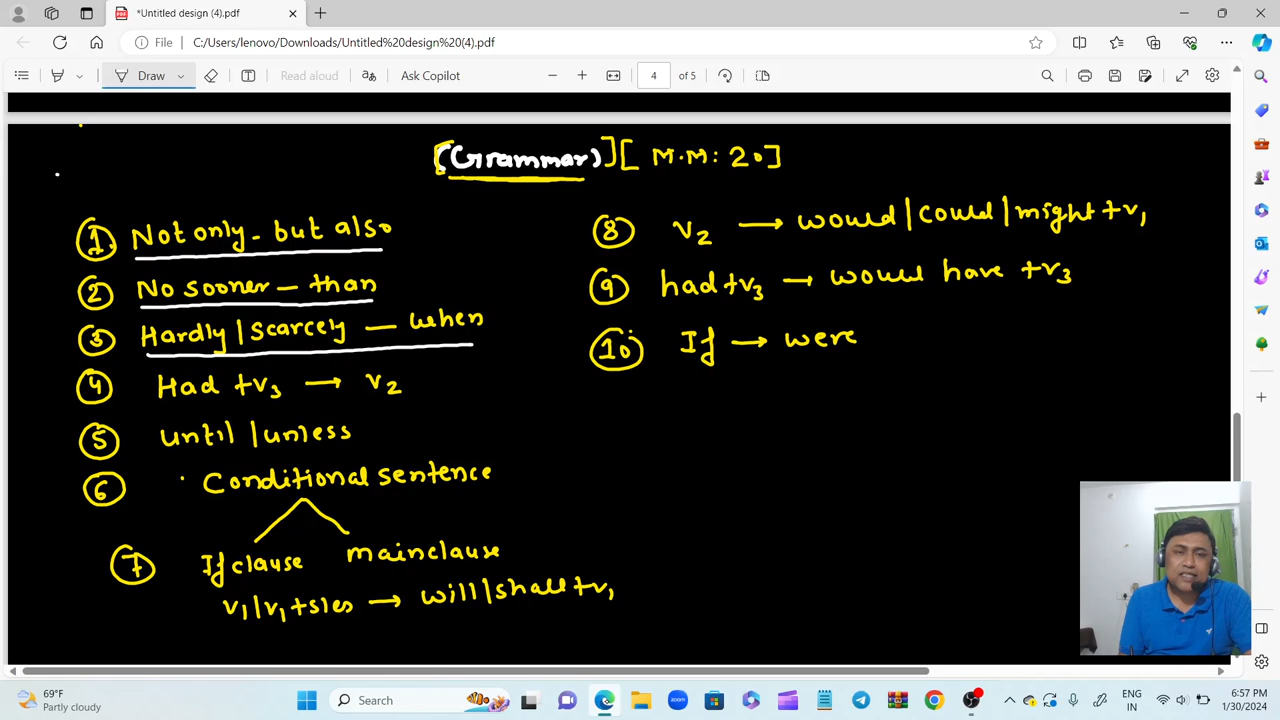 *Untitled design (4).pdf
File
C:/Users/lenovo/Downloads/Untitled%20design%20(4).pdf
Draw
Read aloud
Ask Copilot
4
of 5
[(Grammar)] [M.M: 20]
① Not only - but also
② No sooner — than
③ Hardly | scarcely — when
④ Had +v3 → v2
⑤ until | unless
⑥ Conditional sentence
⑦ If clause mainclause
v1|v1+s|es → will|shall +v1
⑧ v2 → would|could|might +v1
⑨ had +v3 → would have +v3
⑩ If → were
69°F
Partly cloudy
Search
ENG
IN
6:57 PM
1/30/2024